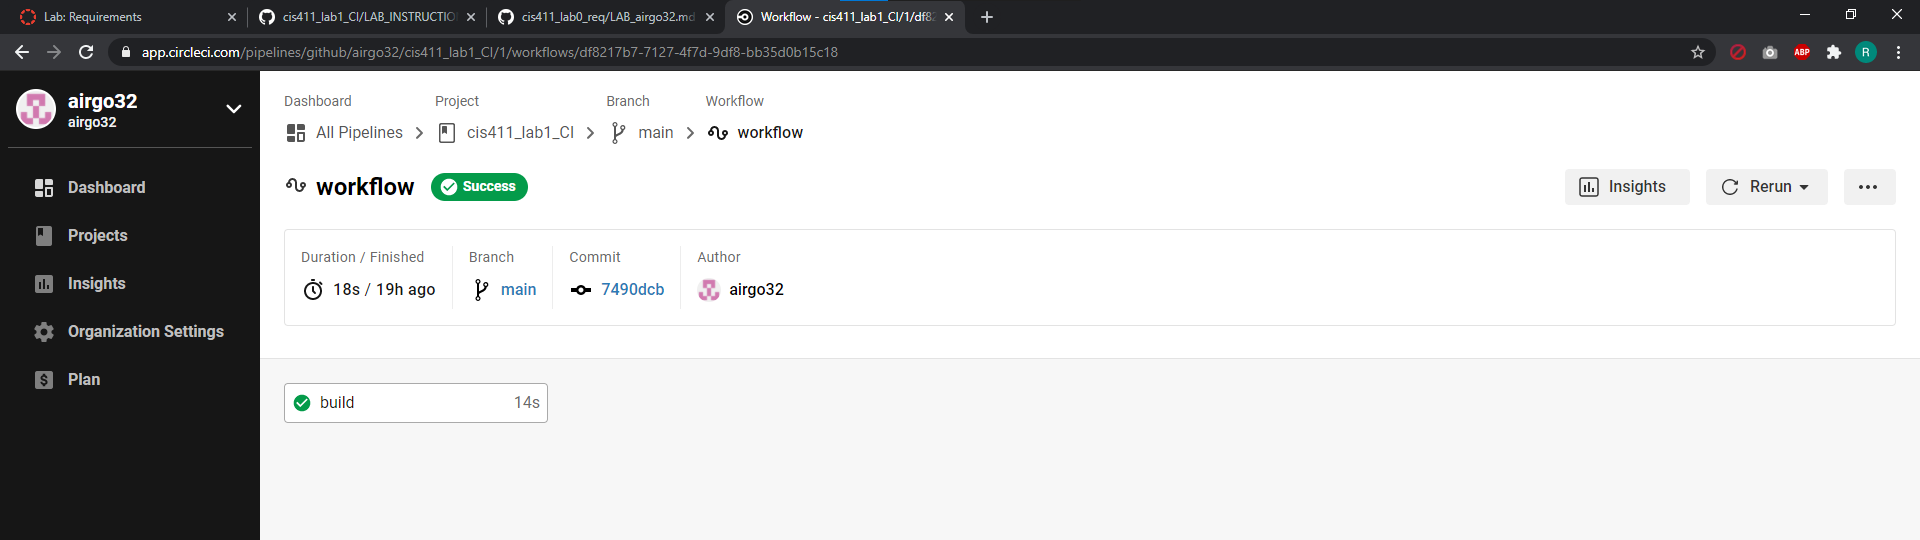 Lab: Requirements
cis411_lab1_CI/LAB_INSTRUCTIO
cis411_lab0_req/LAB_airgo32.md
Workflow - cis411_lab1_CI/1/df82
app.circleci.com/pipelines/github/airgo32/cis411_lab1_CI/1/workflows/df8217b7-7127-4f7d-9df8-bb35d0b15c18
ABP
R
airgo32
airgo32
Dashboard
Projects
Insights
Organization Settings
Plan
Dashboard Project Branch Workflow
All Pipelines cis411_lab1_CI main workflow
workflow Success
Insights Rerun
Duration / Finished Branch Commit Author
18s / 19h ago main 7490dcb airgo32
build 14s